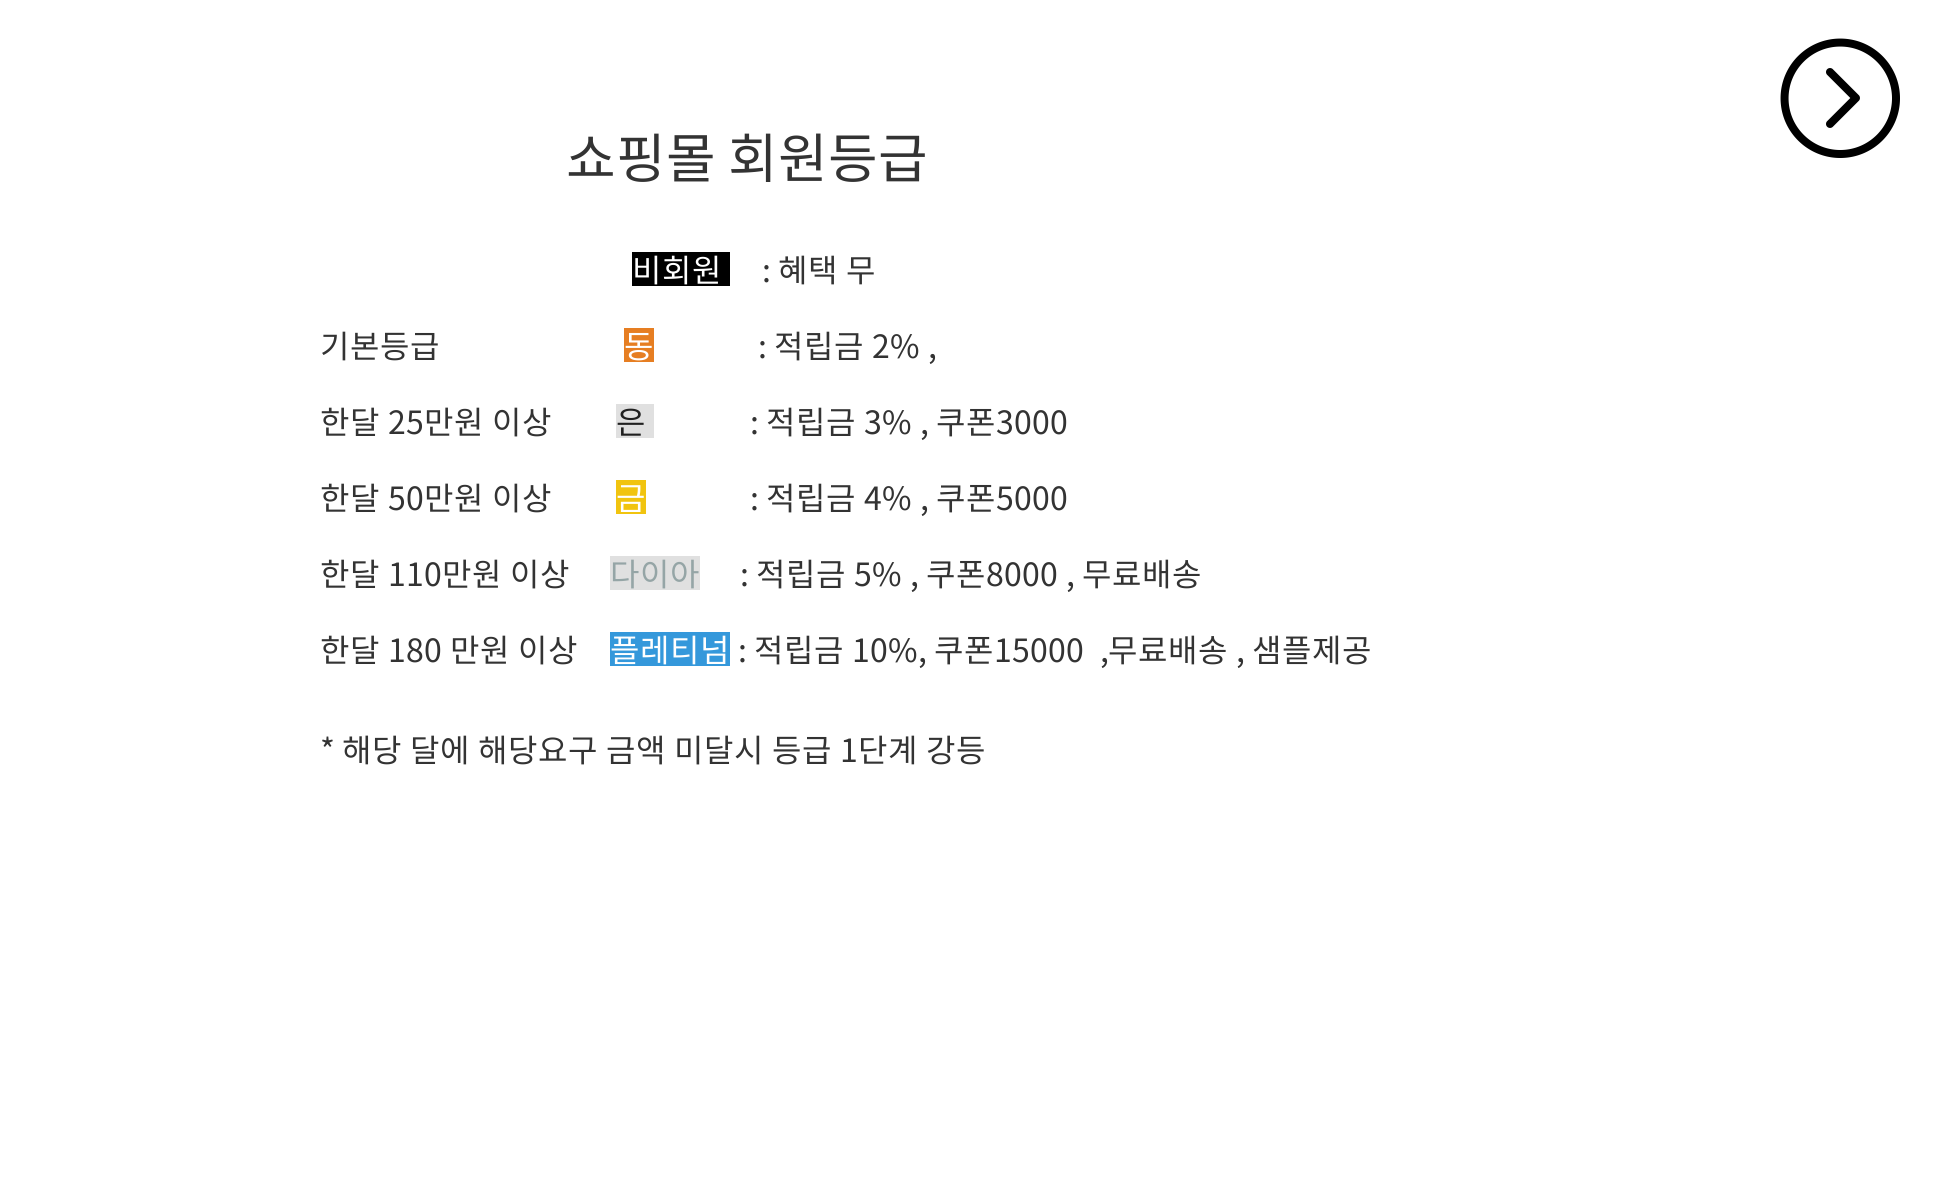 쇼핑몰 회원등급
비회원 : 혜택 무
기본등급 동 : 적립금 2% ,
한달 25만원 이상 은 : 적립금 3% , 쿠폰3000
한달 50만원 이상 금 : 적립금 4% , 쿠폰5000
한달 110만원 이상 다이아 : 적립금 5% , 쿠폰8000 , 무료배송
한달 180 만원 이상 플레티넘 : 적립금 10%, 쿠폰15000 ,무료배송 , 샘플제공
* 해당 달에 해당요구 금액 미달시 등급 1단계 강등